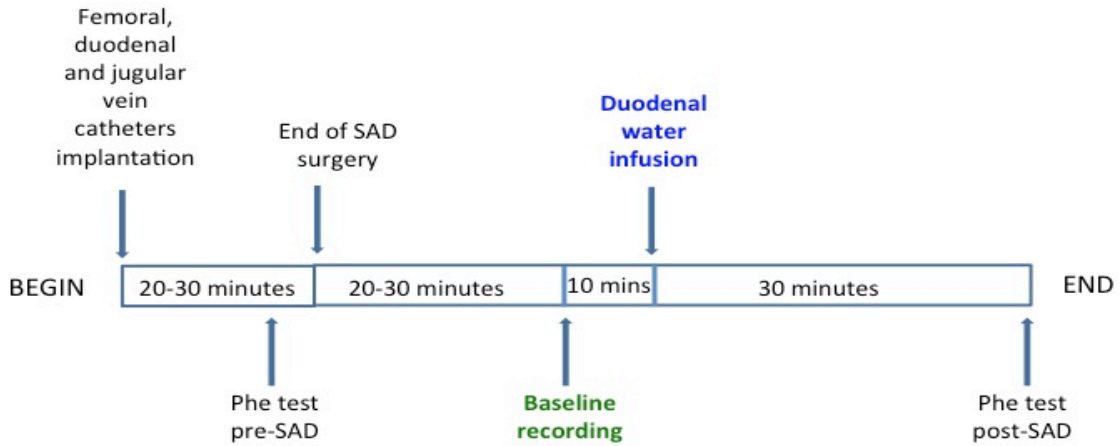 Femoral,
duodenal
and jugular
vein
catheters
implantation
End of SAD
surgery
Duodenal
water
infusion
BEGIN
20-30 minutes
20-30 minutes
10 mins
30 minutes
END
Phe test
pre-SAD
Baseline
recording
Phe test
post-SAD